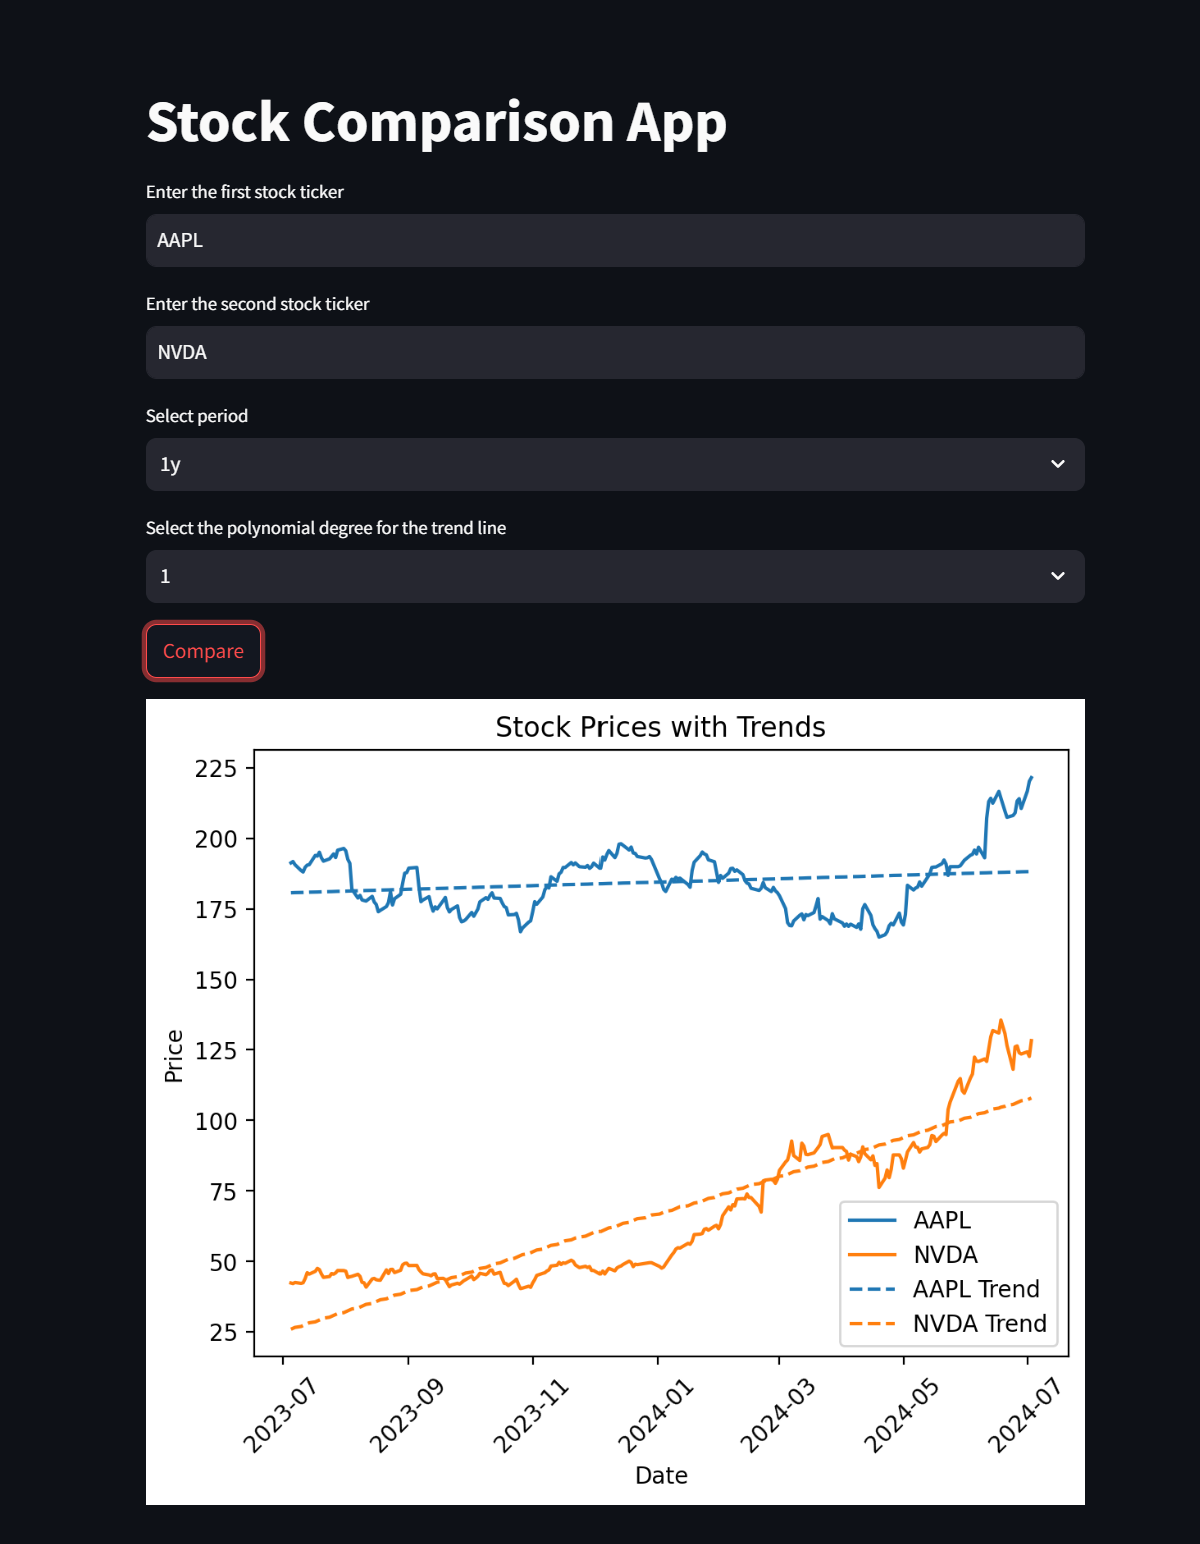 Stock Comparison App
Enter the first stock ticker
AAPL
Enter the second stock ticker
NVDA
Select period
1y
Select the polynomial degree for the trend line
1
Compare
Stock Prices with Trends
225
200
175
150
125
100
75
50
25
Price
AAPL
NVDA
AAPL Trend
NVDA Trend
2023-07
2023-09
2023-11
2024-01
2024-03
2024-05
2024-07
Date